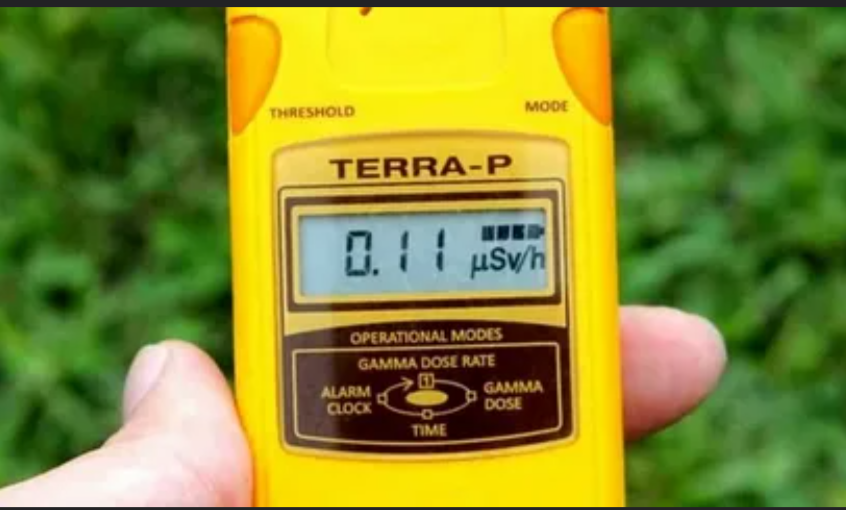 THRESHOLD MODE
TERRA-P
0.11 µSv/h
OPERATIONAL MODES
GAMMA DOSE RATE
1
ALARM CLOCK
GAMMA DOSE
TIME